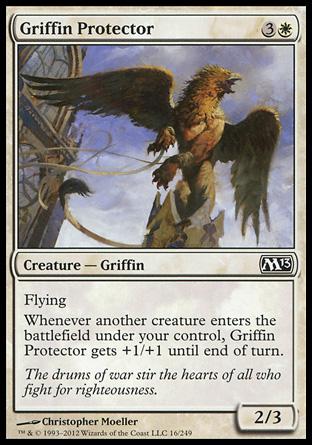 Griffin Protector 3
Creature — Griffin M13
Flying
Whenever another creature enters the
battlefield under your control, Griffin
Protector gets +1/+1 until end of turn.
The drums of war stir the hearts of all who
fight for righteousness.
Christopher Moeller
™ & © 1993–2012 Wizards of the Coast LLC 16/249
2/3